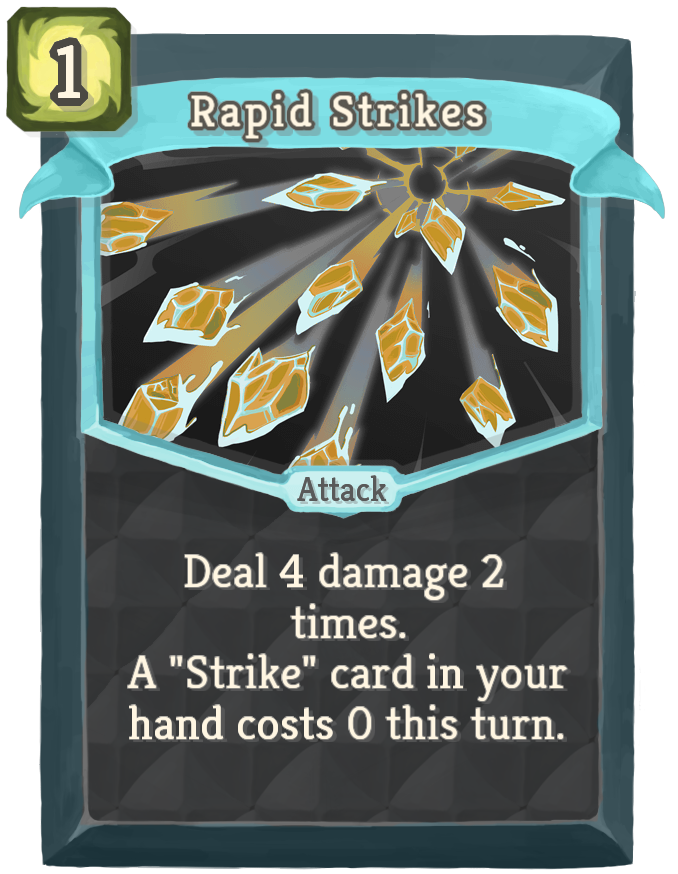 1
Rapid Strikes
Attack
Deal 4 damage 2
times.
A "Strike" card in your
hand costs 0 this turn.